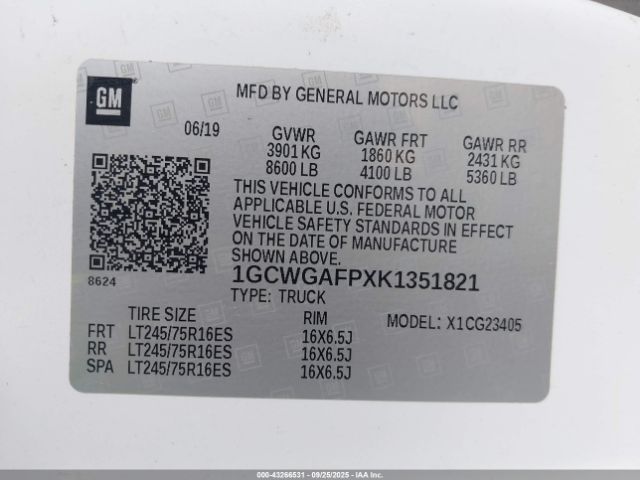 GM
MFD BY GENERAL MOTORS LLC
06/19
GVWR GAWR FRT GAWR RR
3901 KG 1860 KG 2431 KG
8600 LB 4100 LB 5360 LB
THIS VEHICLE CONFORMS TO ALL
APPLICABLE U.S. FEDERAL MOTOR
VEHICLE SAFETY STANDARDS IN EFFECT
ON THE DATE OF MANUFACTURE
SHOWN ABOVE.
8624
1GCWGAFPXK1351821
TYPE: TRUCK
TIRE SIZE RIM MODEL: X1CG23405
FRT LT245/75R16ES 16X6.5J
RR LT245/75R16ES 16X6.5J
SPA LT245/75R16ES 16X6.5J
000-43266531 - 09/25/2025 - IAAI.COM